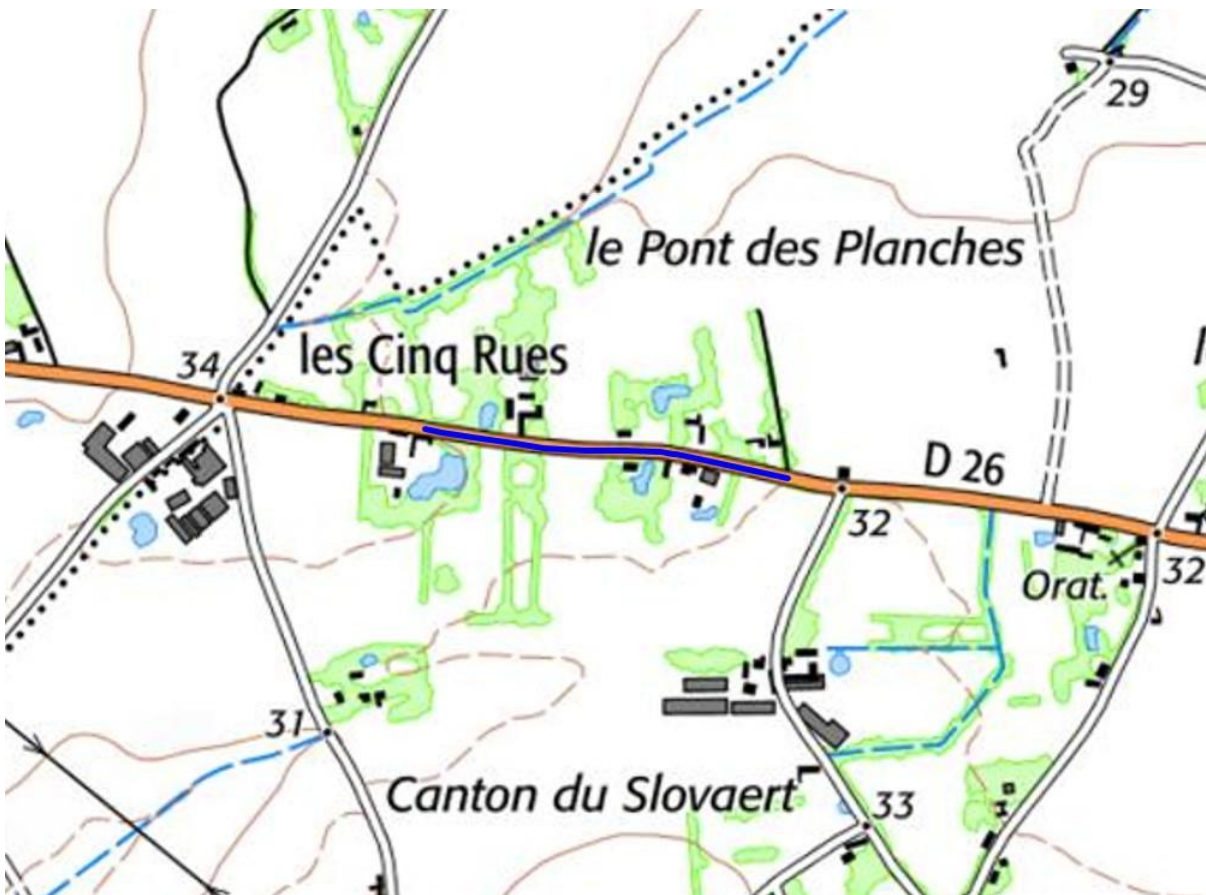 29
le Pont des Planches
34
les Cinq Rues
D 26
32
32
Orat.
31
Canton du Slovaert
33